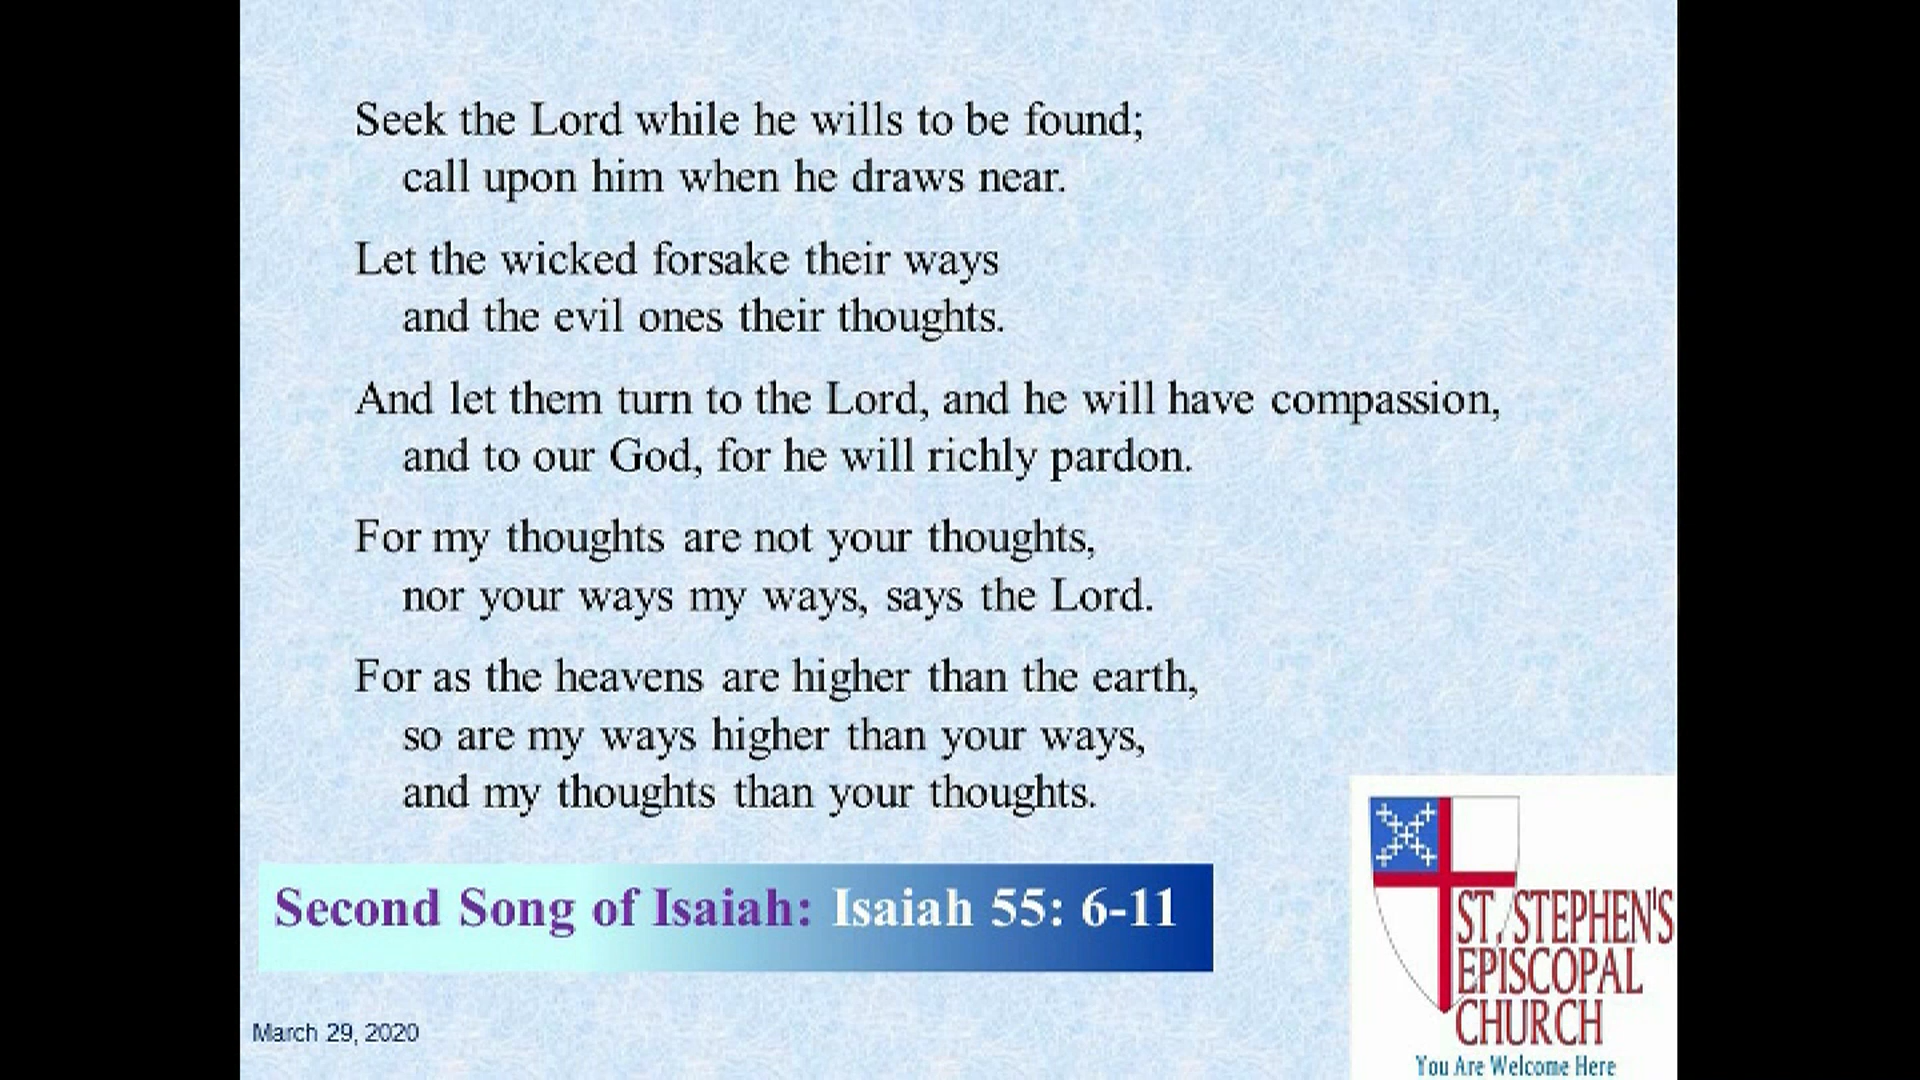 Seek the Lord while he wills to be found;
call upon him when he draws near.
Let the wicked forsake their ways
and the evil ones their thoughts.
And let them turn to the Lord, and he will have compassion,
and to our God, for he will richly pardon.
For my thoughts are not your thoughts,
nor your ways my ways, says the Lord.
For as the heavens are higher than the earth,
so are my ways higher than your ways,
and my thoughts than your thoughts.
Second Song of Isaiah: Isaiah 55: 6-11
March 29, 2020
ST. STEPHEN'S
EPISCOPAL
CHURCH
You Are Welcome Here